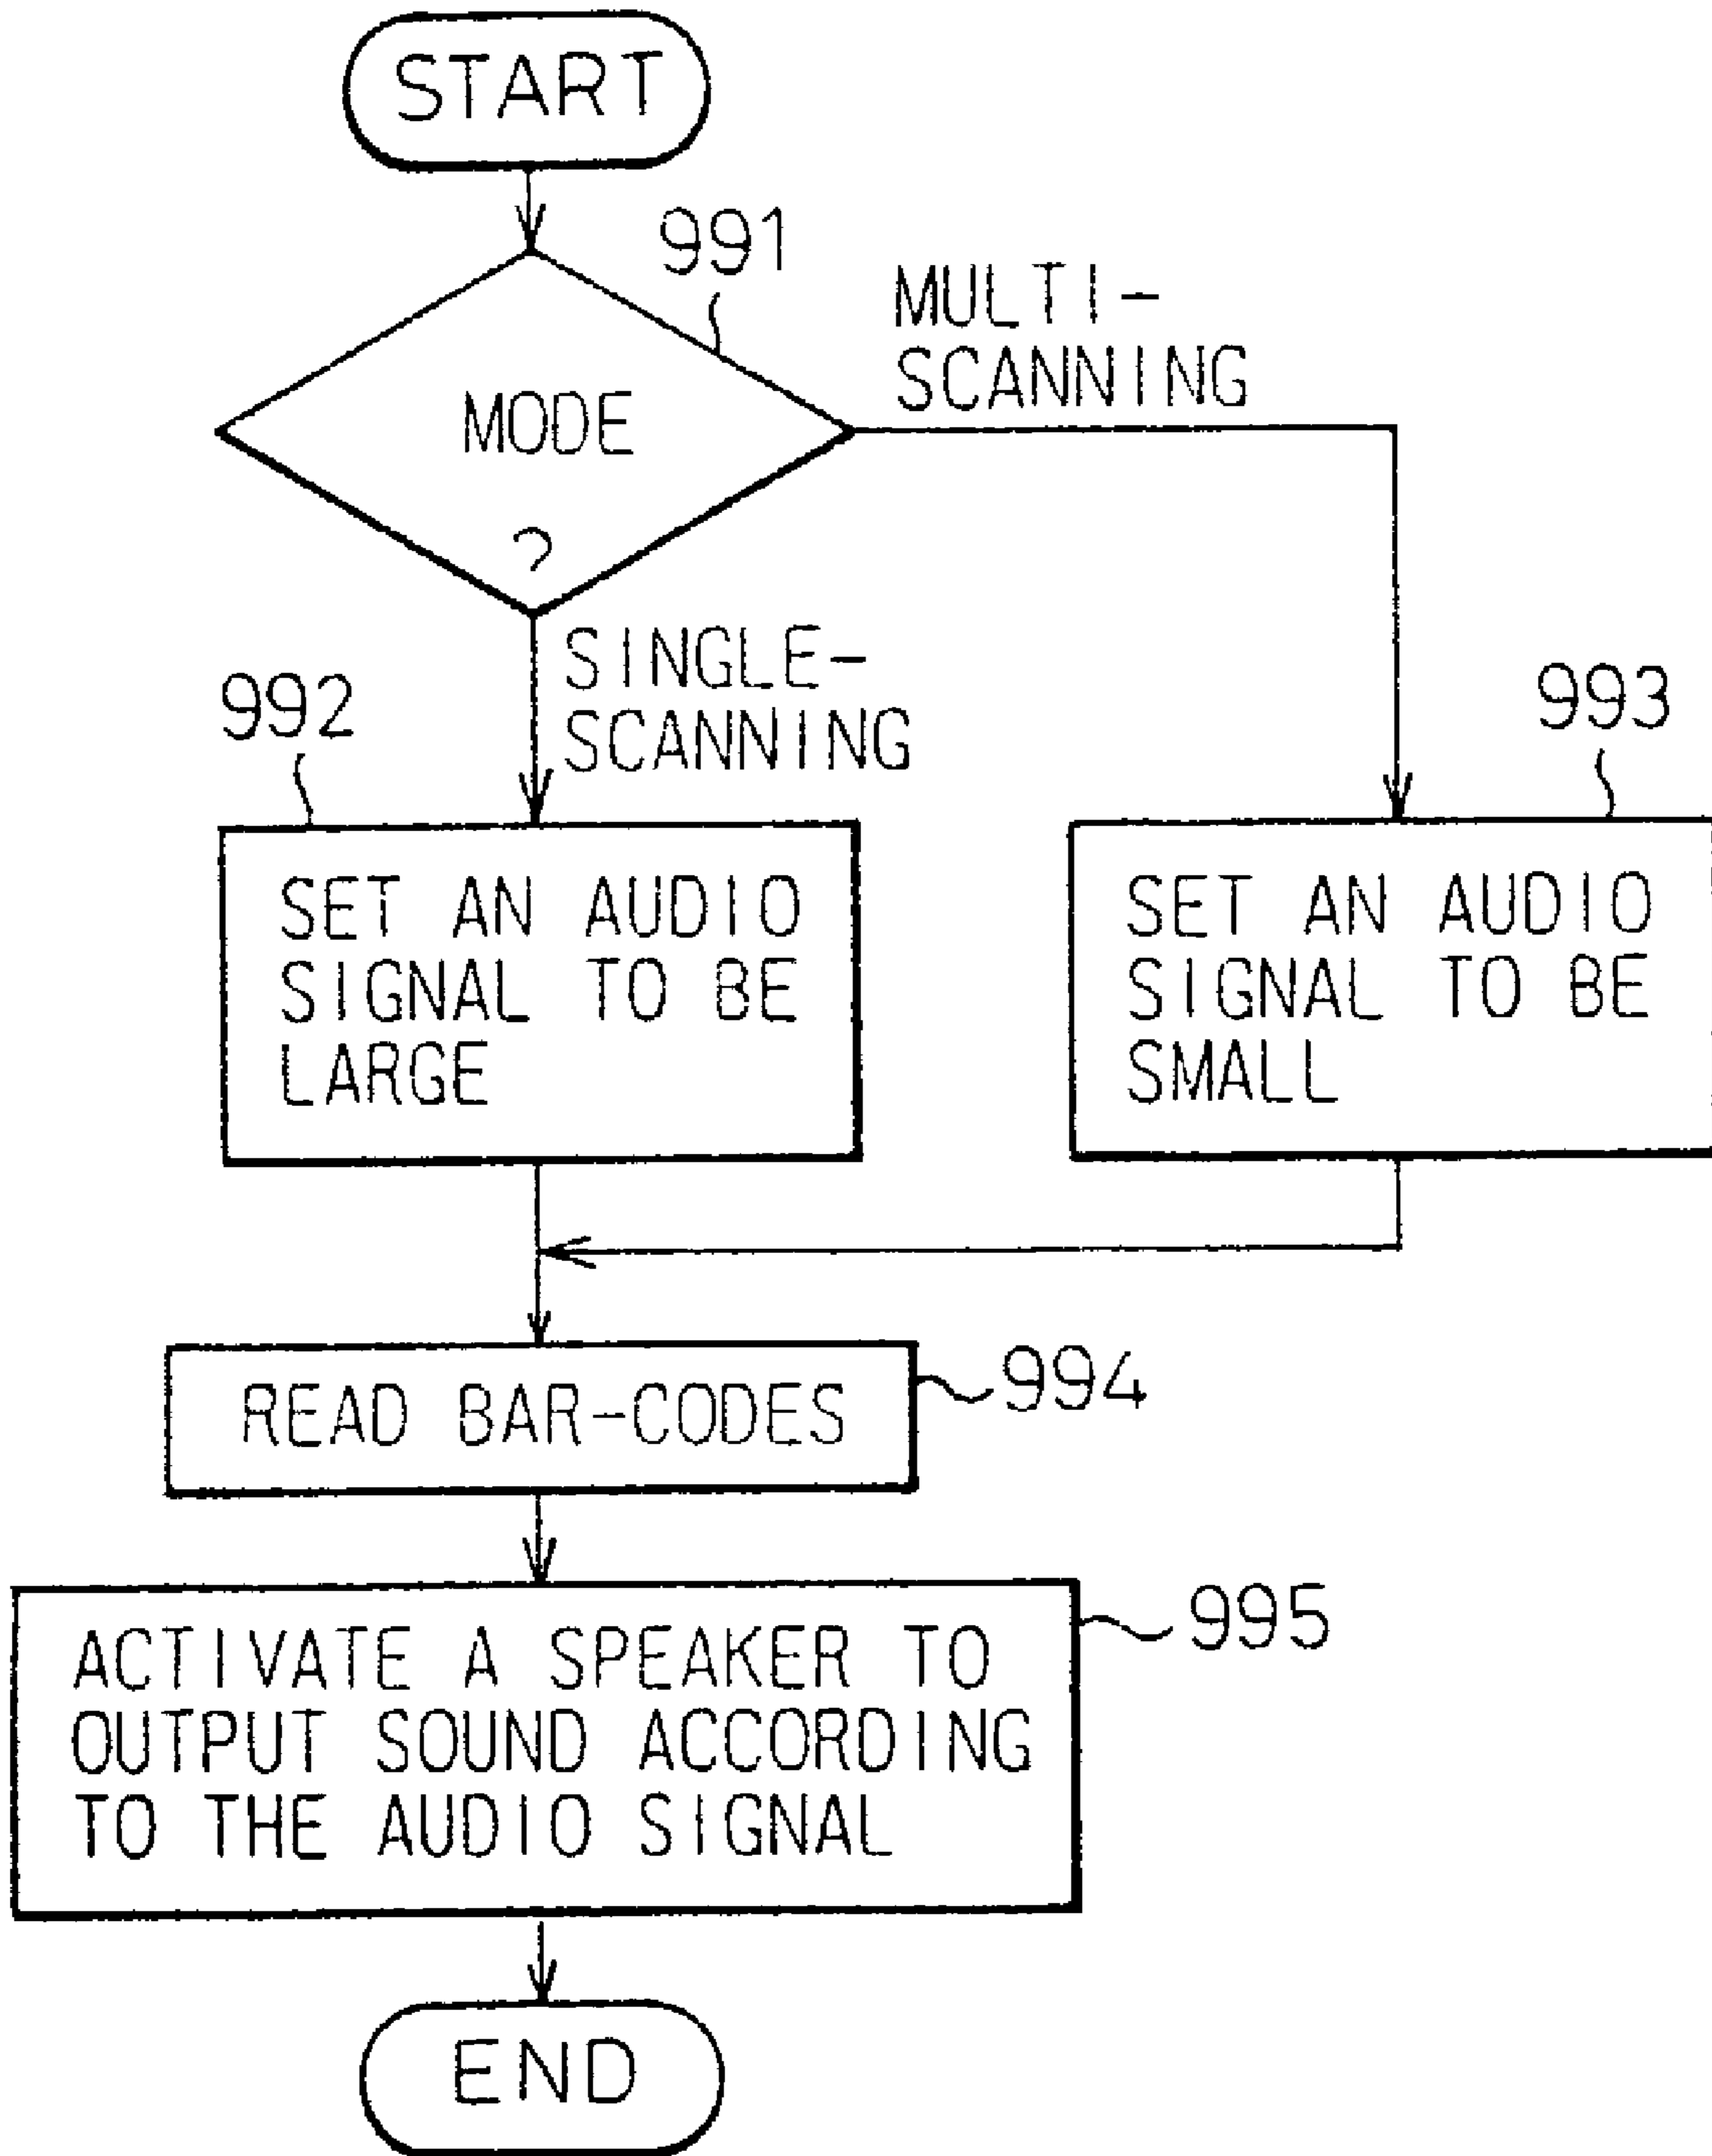 START
991
MULTI-
SCANNING
MODE
?
SINGLE-
SCANNING
992
993
SET AN AUDIO
SIGNAL TO BE
LARGE
SET AN AUDIO
SIGNAL TO BE
SMALL
READ BAR-CODES
994
ACTIVATE A SPEAKER TO
OUTPUT SOUND ACCORDING
TO THE AUDIO SIGNAL
995
END